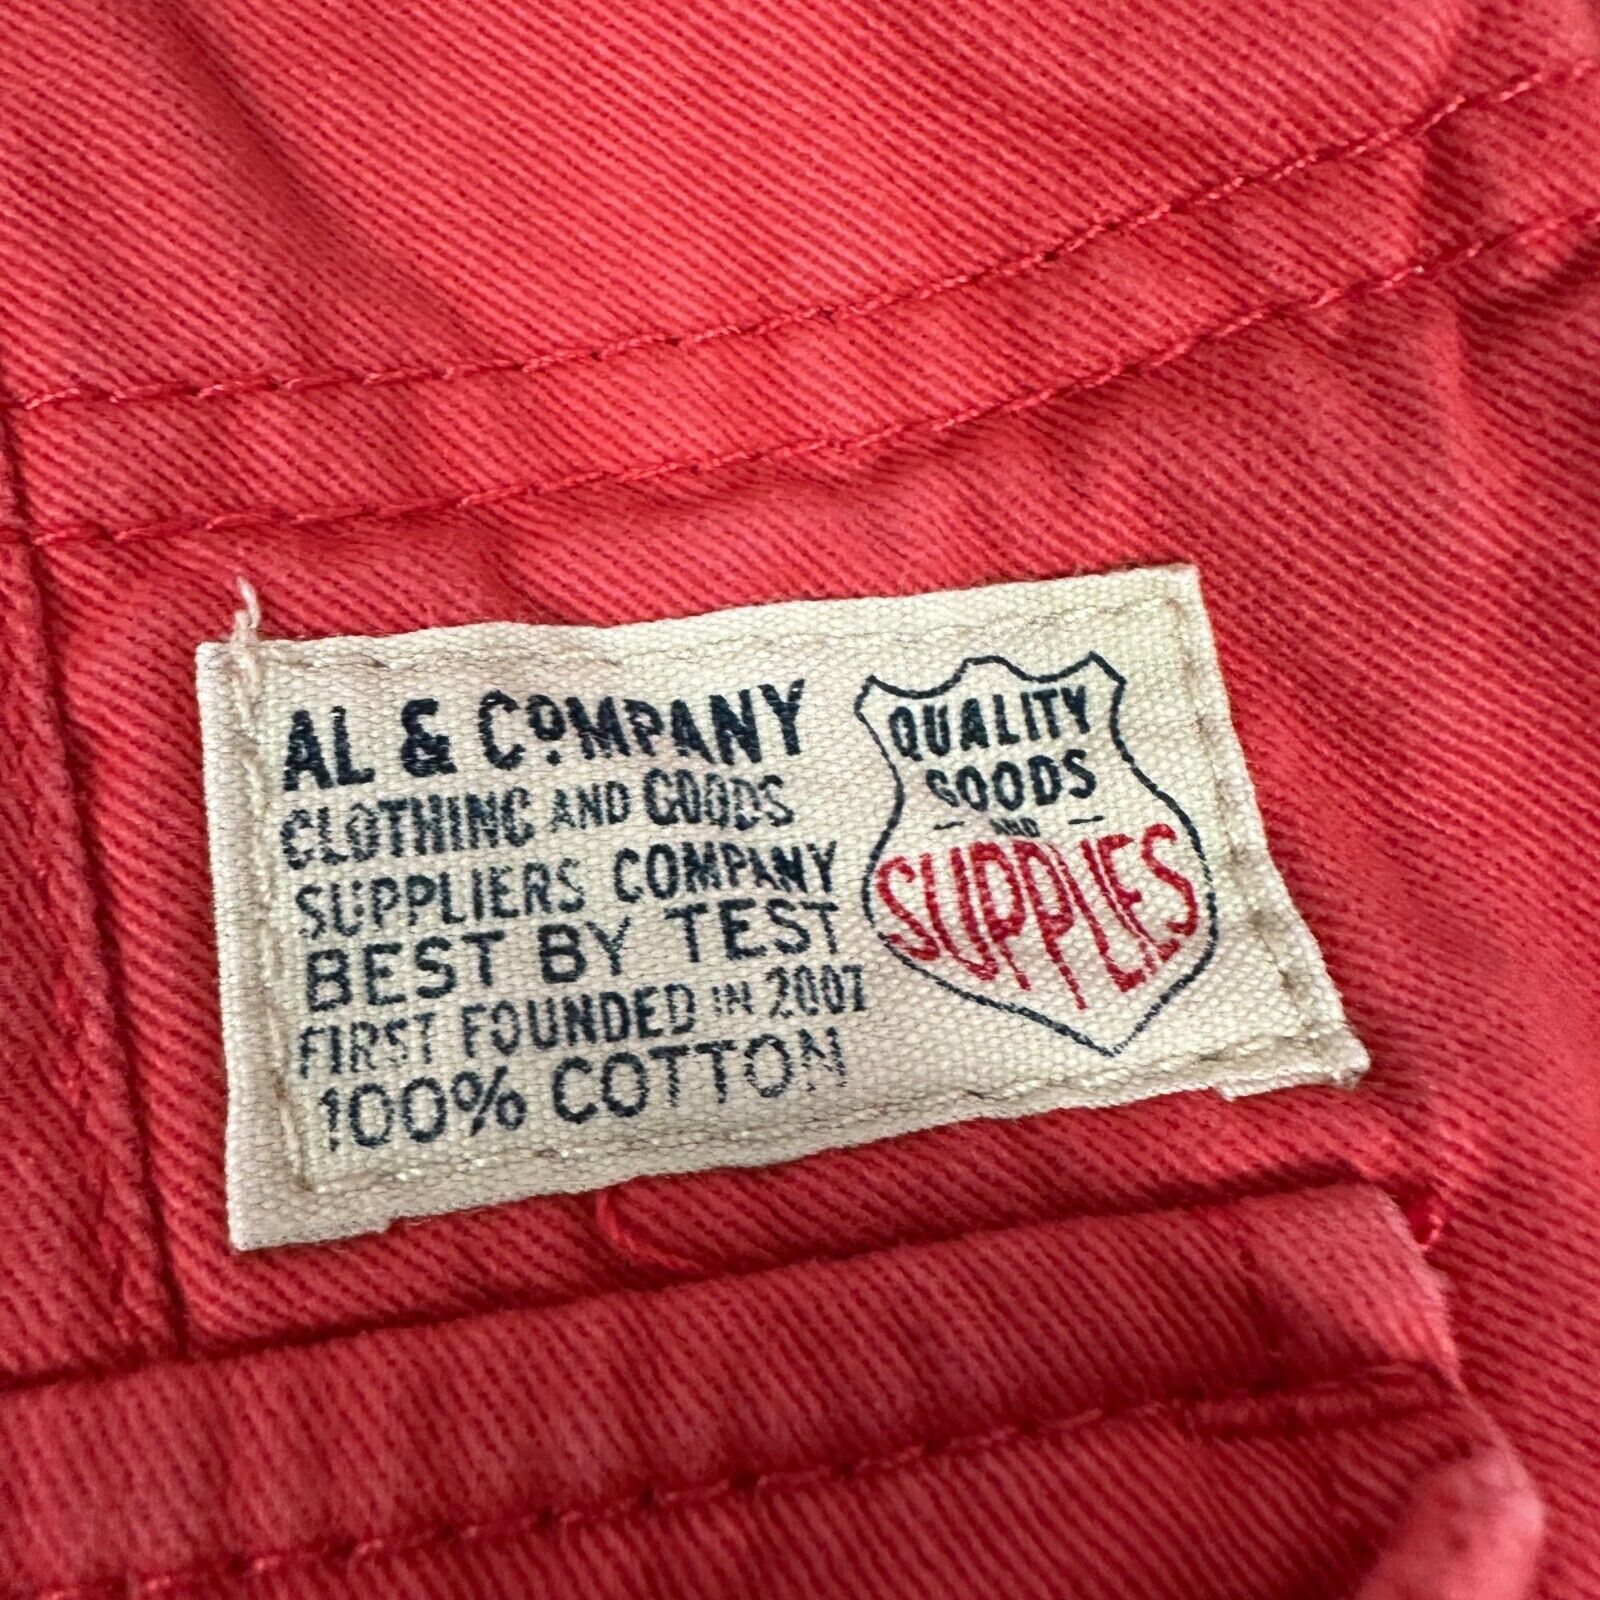 AL & COMPANY
CLOTHING AND GOODS
SUPPLIERS COMPANY
BEST BY TEST
FIRST FOUNDED IN 2007
100% COTTON
QUALITY
GOODS
AND
SUPPLIES